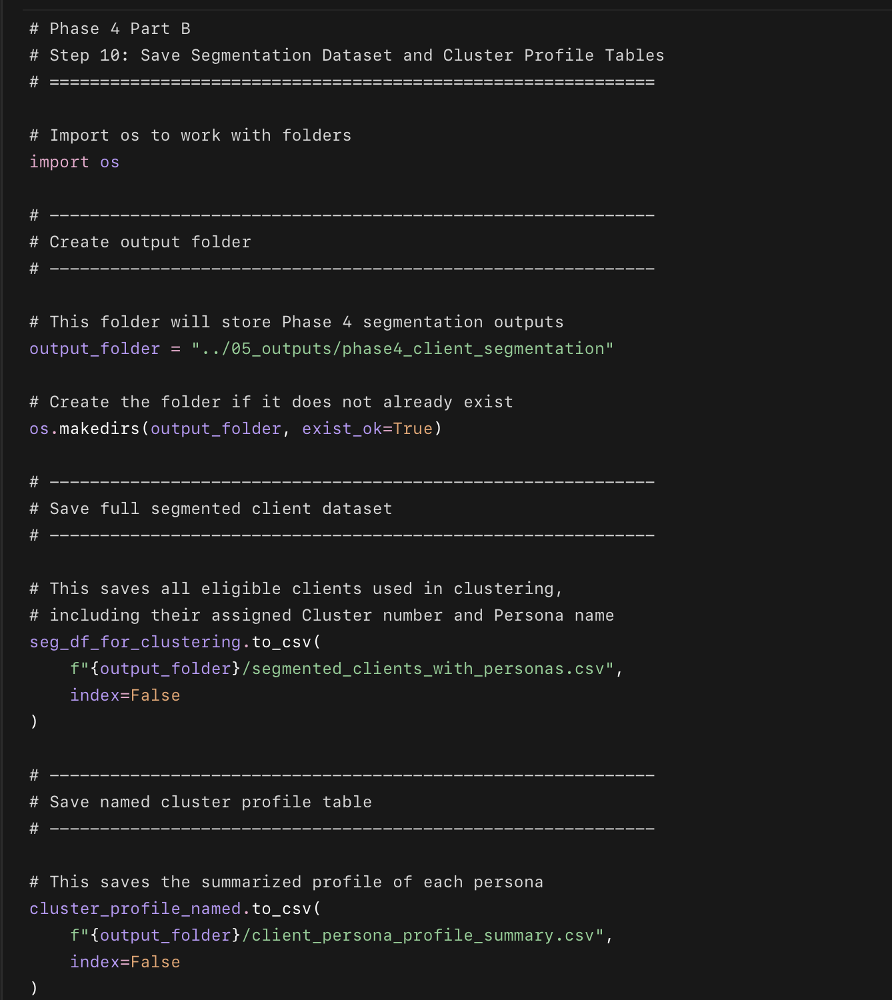 # Phase 4 Part B
# Step 10: Save Segmentation Dataset and Cluster Profile Tables
# ============================================================
# Import os to work with folders
import os
# ------------------------------------------------------------
# Create output folder
# ------------------------------------------------------------
# This folder will store Phase 4 segmentation outputs
output_folder = "../05_outputs/phase4_client_segmentation"
# Create the folder if it does not already exist
os.makedirs(output_folder, exist_ok=True)
# ------------------------------------------------------------
# Save full segmented client dataset
# ------------------------------------------------------------
# This saves all eligible clients used in clustering,
# including their assigned Cluster number and Persona name
seg_df_for_clustering.to_csv(
    f"{output_folder}/segmented_clients_with_personas.csv",
    index=False
)
# ------------------------------------------------------------
# Save named cluster profile table
# ------------------------------------------------------------
# This saves the summarized profile of each persona
cluster_profile_named.to_csv(
    f"{output_folder}/client_persona_profile_summary.csv",
    index=False
)